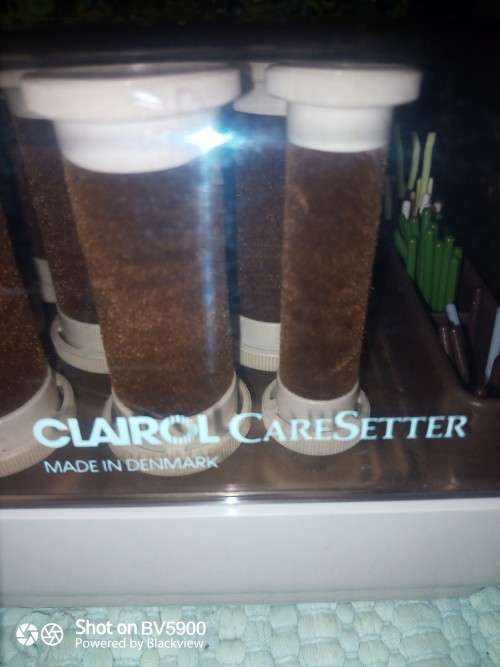 CLAIROL CARESETTER
MADE IN DENMARK
Shot on BV5900
Powered by Blackview